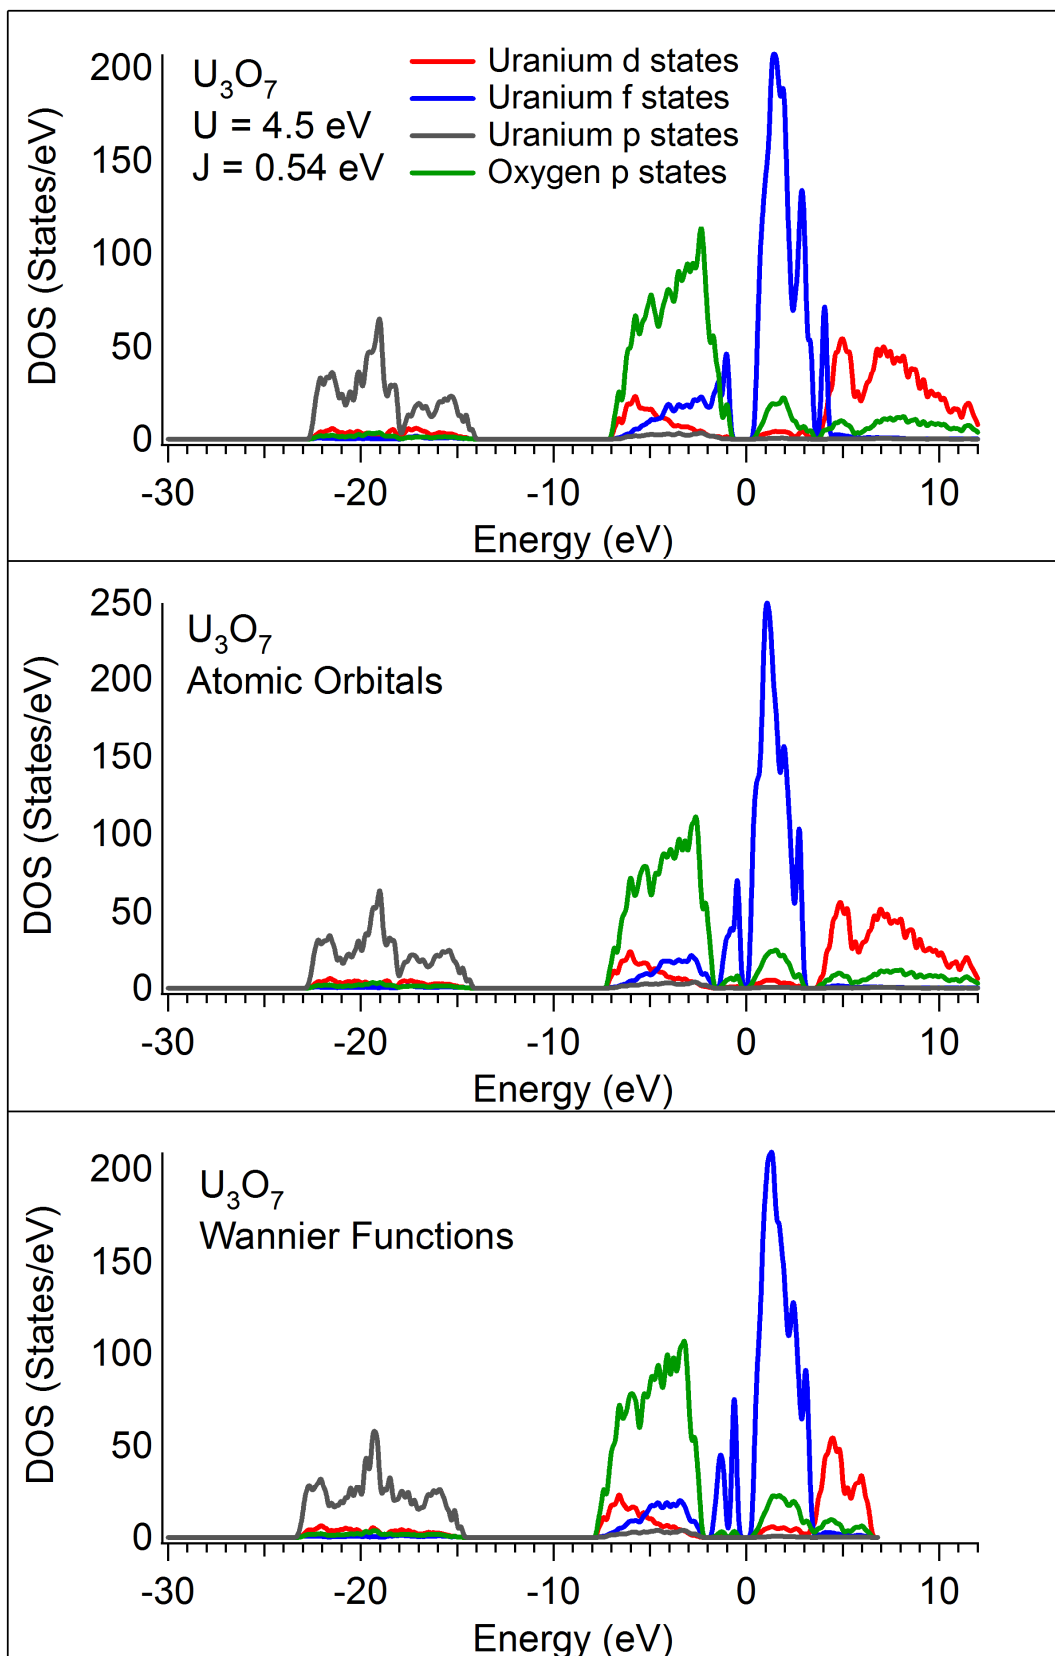 DOS (States/eV)
200
150
100
50
0
U₃O₇
U = 4.5 eV
J = 0.54 eV
Uranium d states
Uranium f states
Uranium p states
Oxygen p states
-30 -20 -10 0 10
Energy (eV)
DOS (States/eV)
250
200
150
100
50
0
U₃O₇
Atomic Orbitals
-30 -20 -10 0 10
Energy (eV)
DOS (States/eV)
200
150
100
50
0
U₃O₇
Wannier Functions
-30 -20 -10 0 10
Energy (eV)